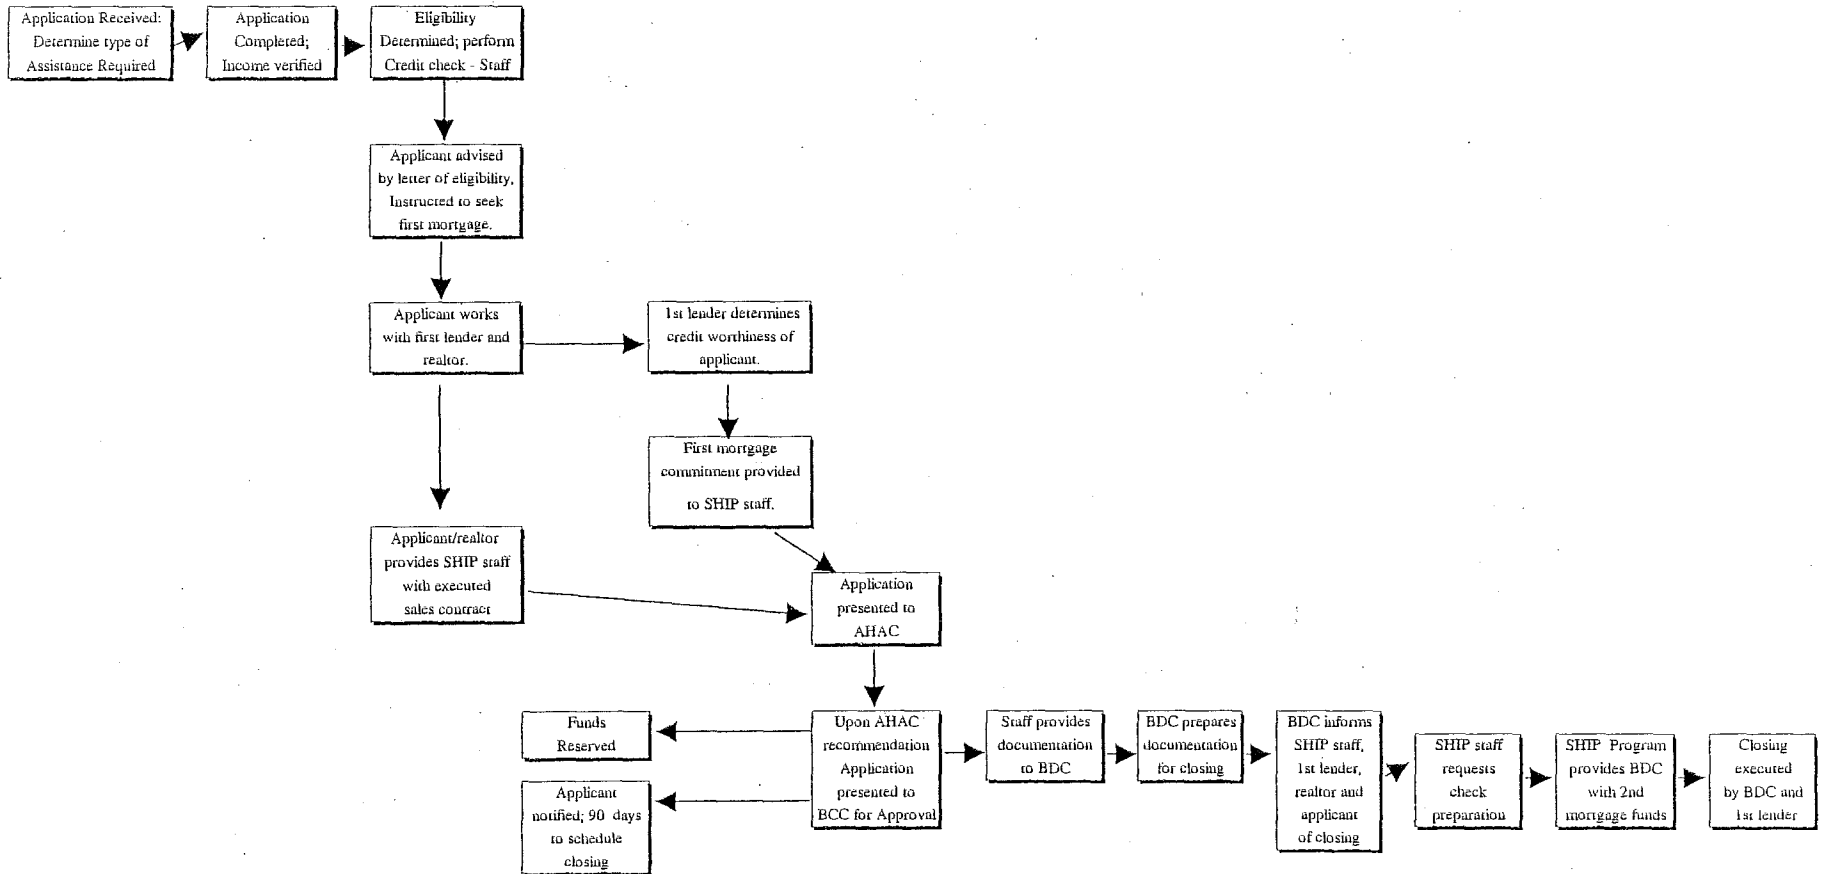 Application Received:
Determine type of
Assistance Required
Application
Completed;
Income verified
Eligibility
Determined; perform
Credit check - Staff
Applicant advised
by letter of eligibility,
Instructed to seek
first mortgage.
Applicant works
with first lender and
realtor.
1st lender determines
credit worthiness of
applicant.
First mortgage
commitment provided
to SHIP staff.
Applicant/realtor
provides SHIP staff
with executed
sales contract
Application
presented to
AHAC
Funds
Reserved
Applicant
notified; 90 days
to schedule
closing
Upon AHAC
recommendation
Application
presented to
BCC for Approval
Staff provides
documentation
to BDC
BDC prepares
documentation
for closing
BDC informs
SHIP staff,
1st lender,
realtor and
applicant
of closing
SHIP staff
requests
check
preparation
SHIP Program
provides BDC
with 2nd
mortgage funds
Closing
executed
by BDC and
1st lender